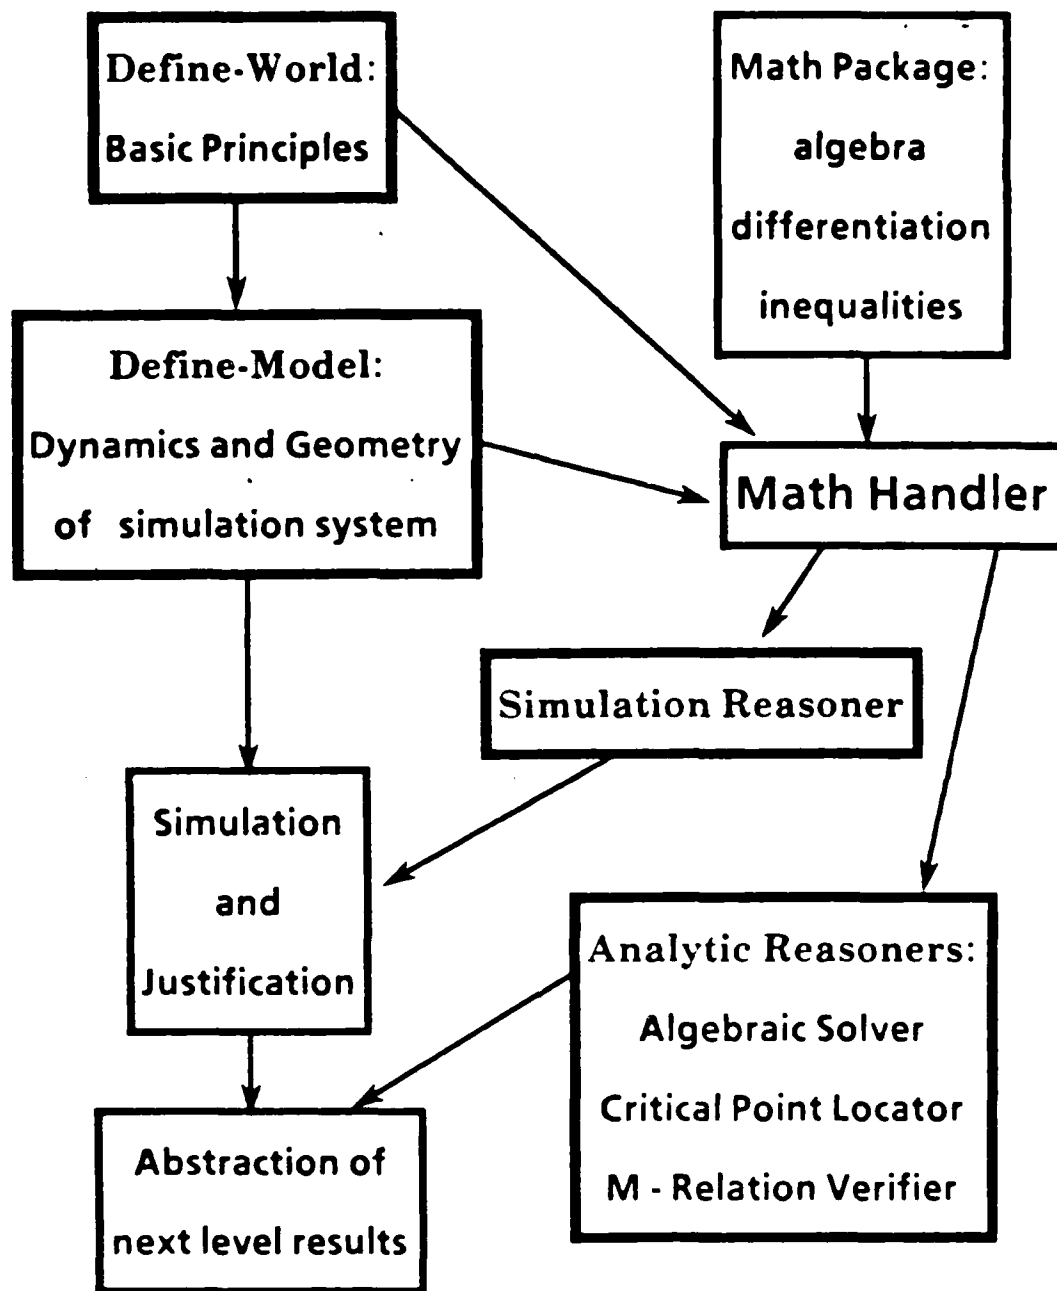 Define-World:
Basic Principles
Math Package:
algebra
differentiation
inequalities
Define-Model:
Dynamics and Geometry
of simulation system
Math Handler
Simulation Reasoner
Simulation
and
Justification
Analytic Reasoners:
Algebraic Solver
Critical Point Locator
M - Relation Verifier
Abstraction of
next level results